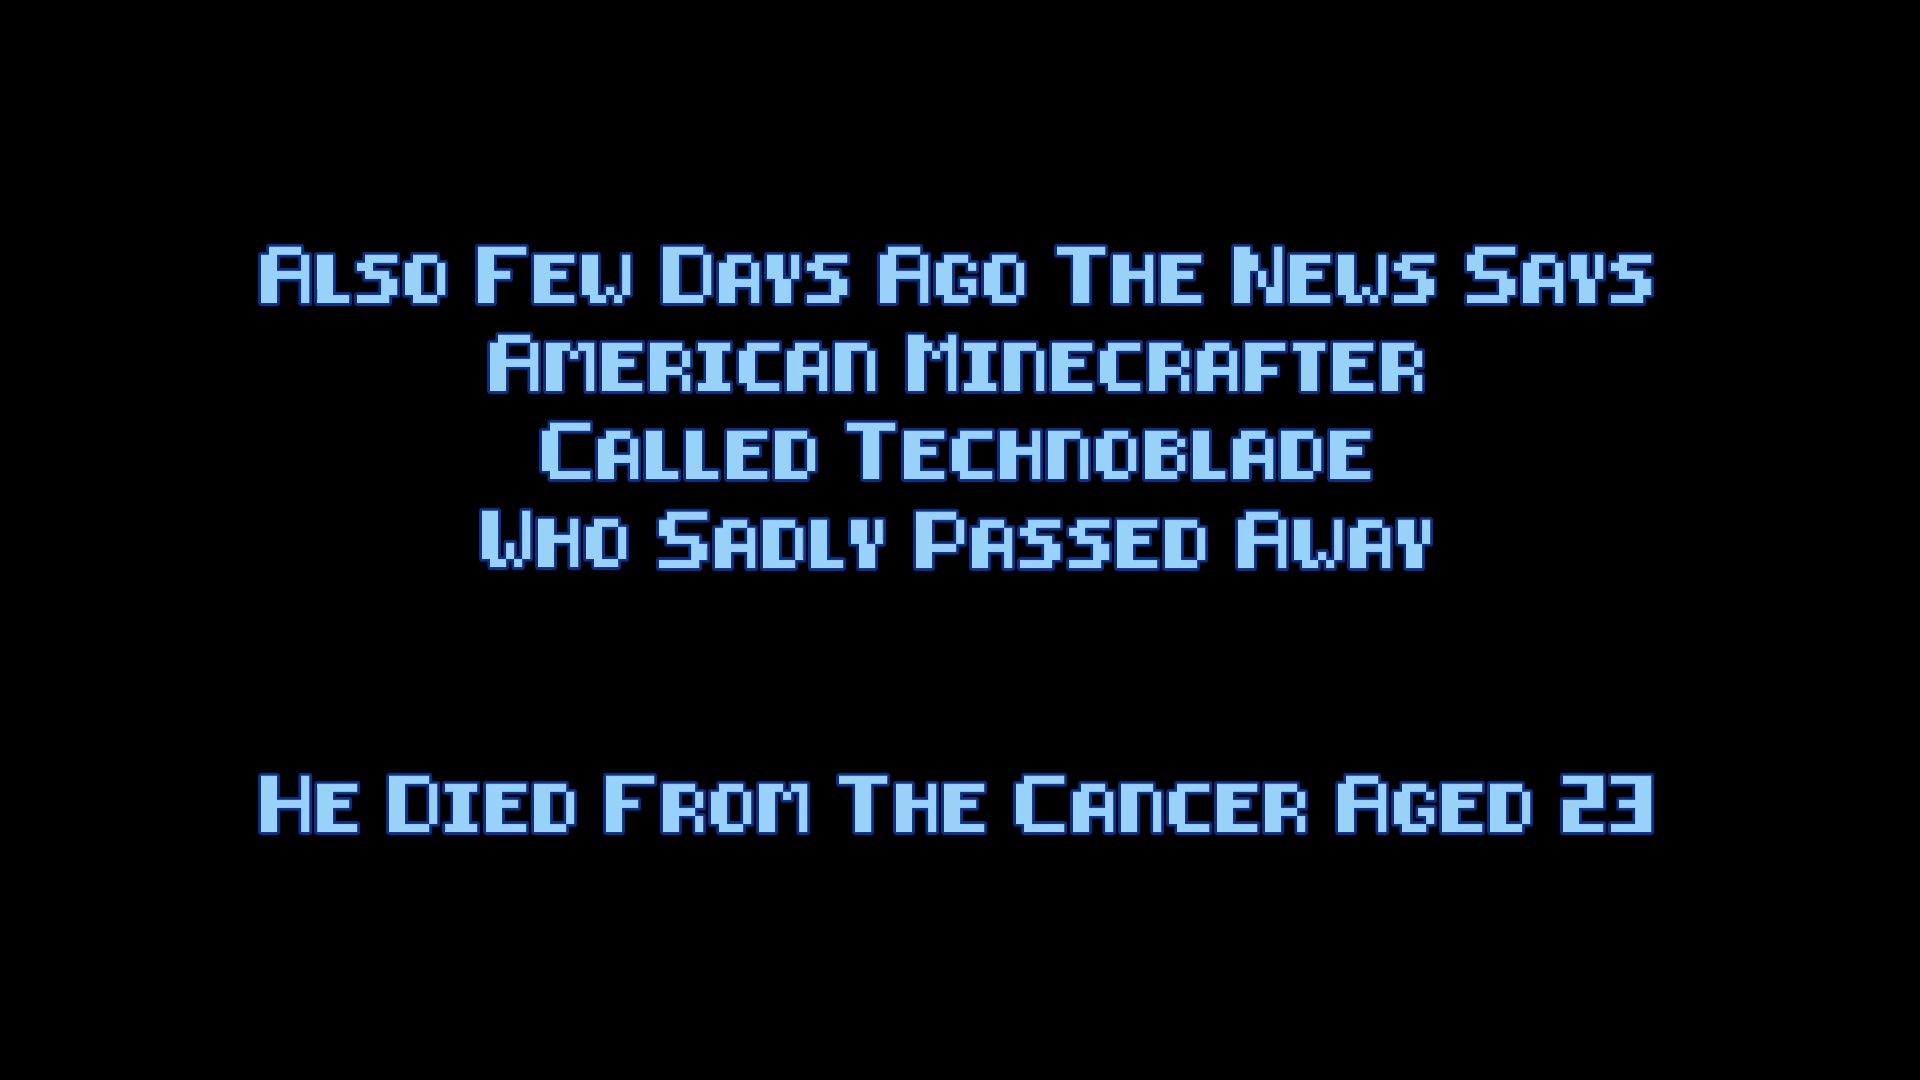 Also Few Days Ago The News Says
American Minecrafter
Called Technoblade
Who Sadly Passed Away
He Died From The Cancer Aged 23